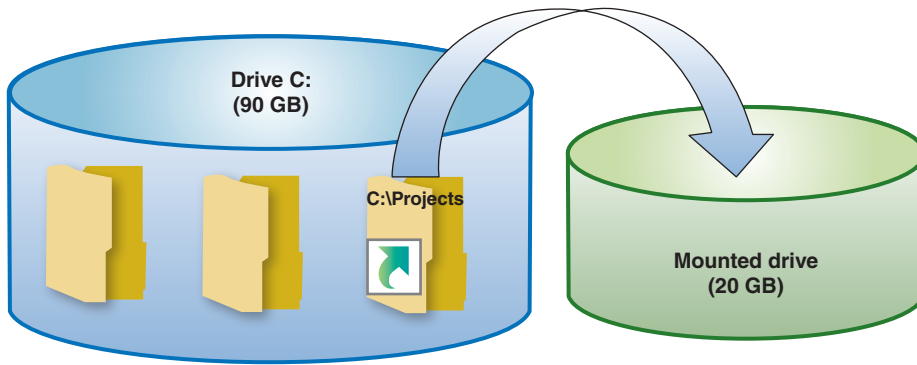 Drive C:
(90 GB)
C:\Projects
Mounted drive
(20 GB)